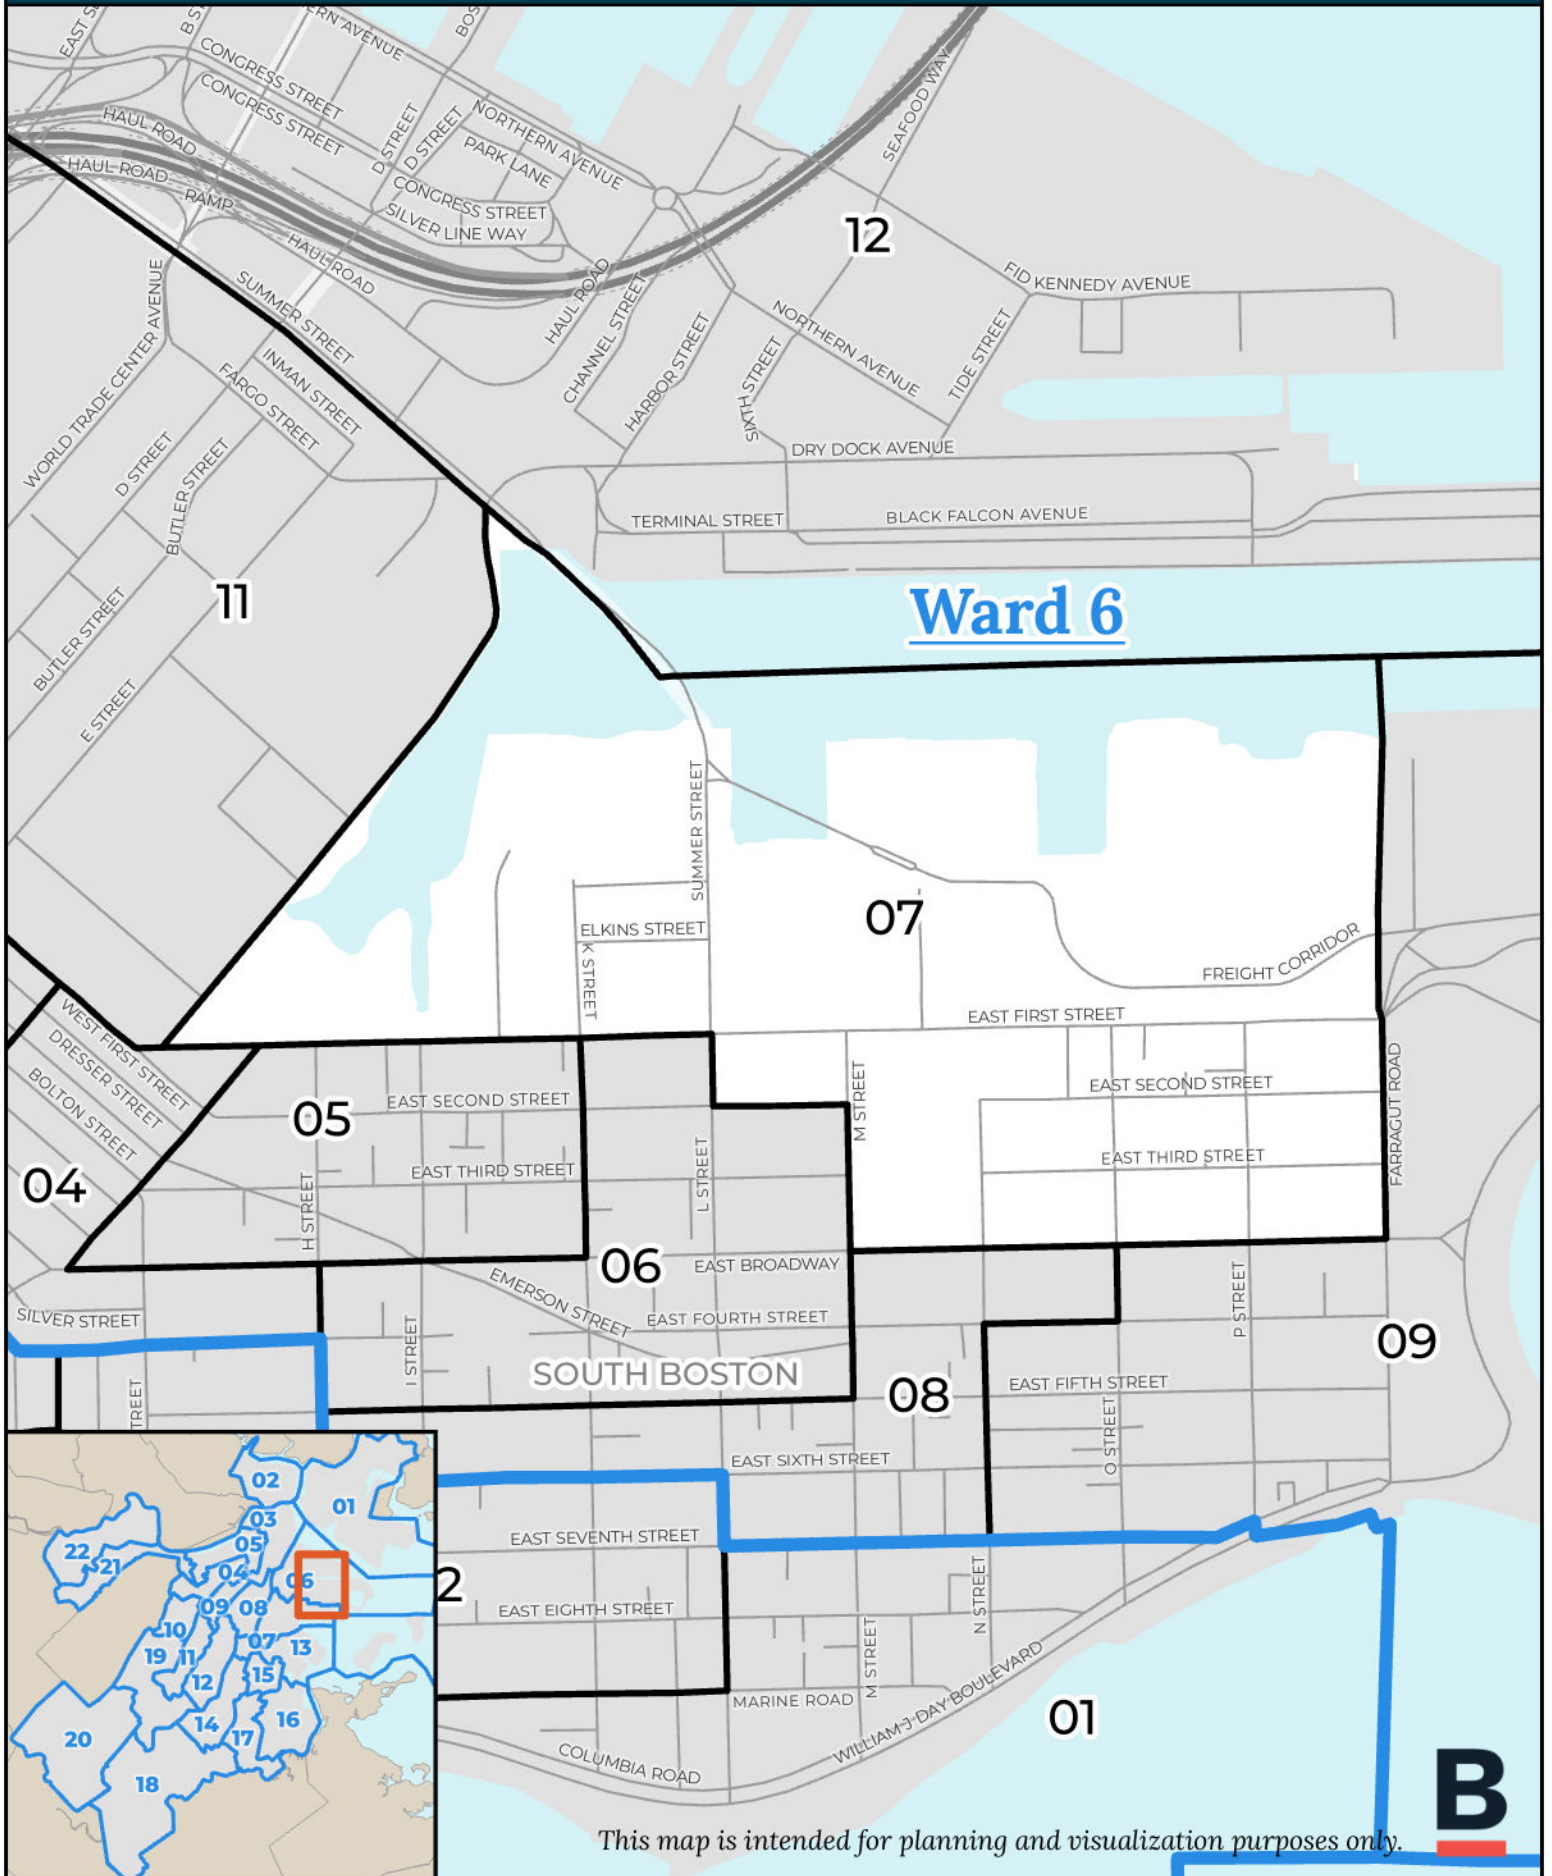 B ST
CONGRESS STREET
CONGRESS STREET
D STREET
D STREET
NORTHERN AVENUE
PARK LANE
SEAFOOD WAY
HAUL ROAD
HAUL ROAD
RAMP
CONGRESS STREET
SILVER LINE WAY
12
HAUL ROAD
SUMMER STREET
HAUL ROAD
CHANNEL STREET
HARBOR STREET
FID KENNEDY AVENUE
NORTHERN AVENUE
TIDE STREET
SIXTH STREET
WORLD TRADE CENTER AVENUE
INMAN STREET
FARGO STREET
D STREET
BUTLER STREET
DRY DOCK AVENUE
TERMINAL STREET
BLACK FALCON AVENUE
11
Ward 6
BUTLER STREET
E STREET
SUMMER STREET
07
ELKINS STREET
K STREET
FREIGHT CORRIDOR
EAST FIRST STREET
WEST FIRST STREET
DRESSER STREET
BOLTON STREET
05
EAST SECOND STREET
M STREET
EAST SECOND STREET
FARRAGUT ROAD
04
H STREET
EAST THIRD STREET
L STREET
EAST THIRD STREET
06
EAST BROADWAY
EMERSON STREET
EAST FOURTH STREET
SILVER STREET
I STREET
P STREET
09
SOUTH BOSTON
08
EAST FIFTH STREET
TREET
O STREET
EAST SIXTH STREET
EAST SEVENTH STREET
2
EAST EIGHTH STREET
N STREET
M STREET
MARINE ROAD
WILLIAM J DAY BOULEVARD
COLUMBIA ROAD
01
02
01
03
05
22
21
04
06
09
08
10
07
13
19
11
12
15
14
16
17
20
18
B
This map is intended for planning and visualization purposes only.